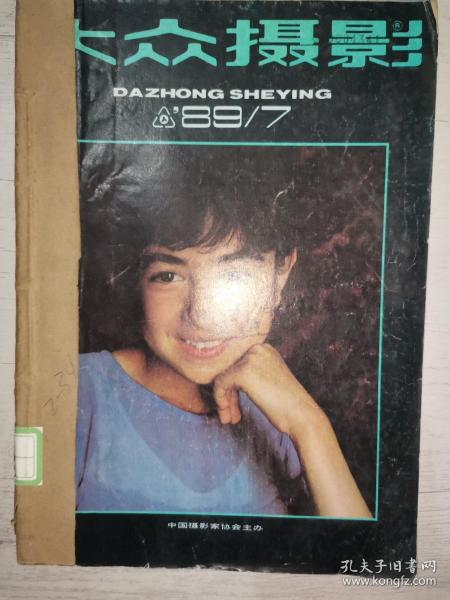 大众摄影®
DAZHONG SHEYING
'89/7
中国摄影家协会主办
孔夫子旧书网
www.kongfz.com